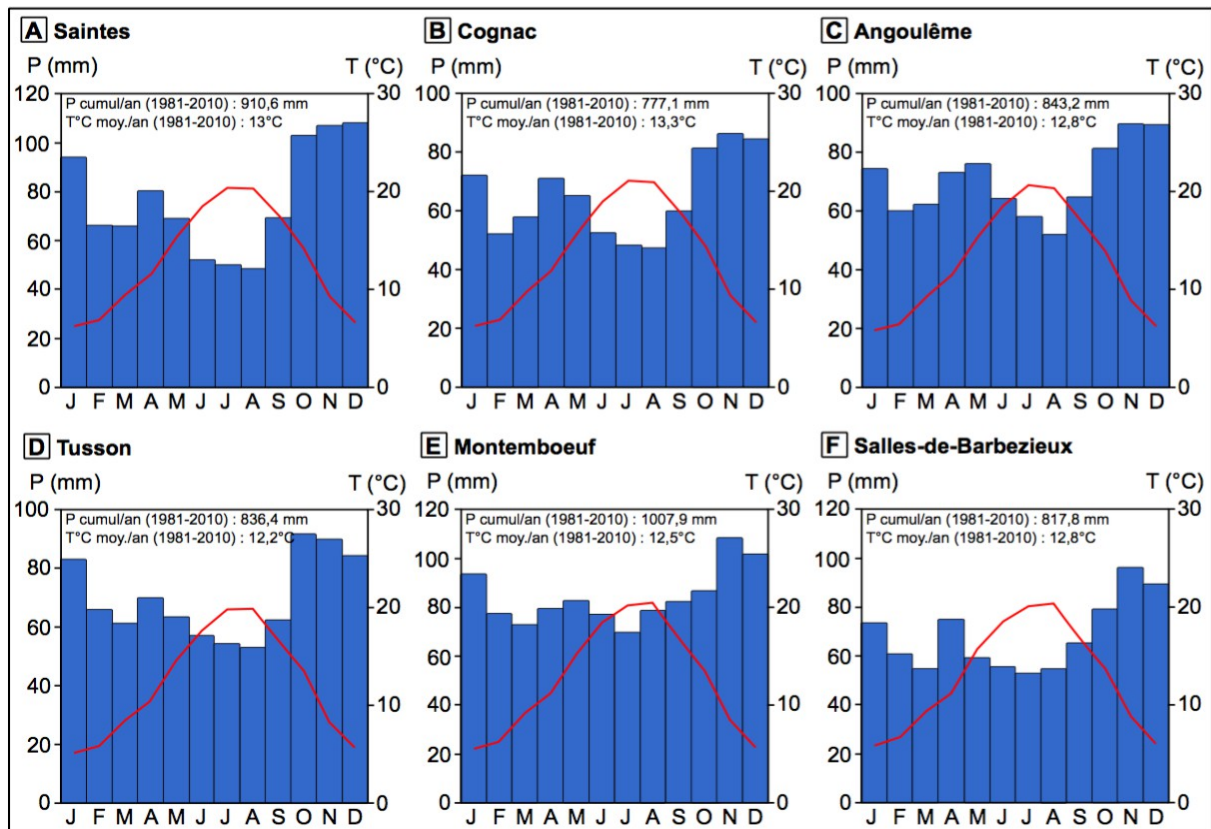 A Saintes
P (mm) T (°C)
P cumul/an (1981-2010) : 910,6 mm
T°C moy./an (1981-2010) : 13°C
120
100
80
60
40
20
0
30
20
10
0
J F M A M J J A S O N D
B Cognac
P (mm) T (°C)
P cumul/an (1981-2010) : 777,1 mm
T°C moy./an (1981-2010) : 13,3°C
100
80
60
40
20
0
30
20
10
0
J F M A M J J A S O N D
C Angoulême
P (mm) T (°C)
P cumul/an (1981-2010) : 843,2 mm
T°C moy./an (1981-2010) : 12,8°C
100
80
60
40
20
0
30
20
10
0
J F M A M J J A S O N D
D Tusson
P (mm) T (°C)
P cumul/an (1981-2010) : 836,4 mm
T°C moy./an (1981-2010) : 12,2°C
100
80
60
40
20
0
30
20
10
0
J F M A M J J A S O N D
E Montemboeuf
P (mm) T (°C)
P cumul/an (1981-2010) : 1007,9 mm
T°C moy./an (1981-2010) : 12,5°C
120
100
80
60
40
20
0
30
20
10
0
J F M A M J J A S O N D
F Salles-de-Barbezieux
P (mm) T (°C)
P cumul/an (1981-2010) : 817,8 mm
T°C moy./an (1981-2010) : 12,8°C
120
100
80
60
40
20
0
30
20
10
0
J F M A M J J A S O N D